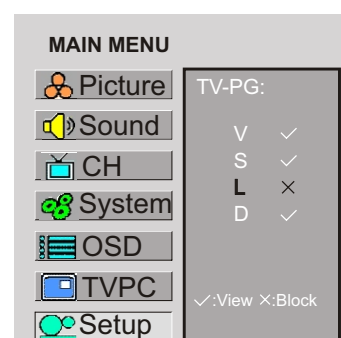 MAIN MENU
Picture
Sound
CH
System
OSD
TVPC
Setup
TV-PG:
V ✓
S ✓
L ×
D ✓
✓:View ×:Block